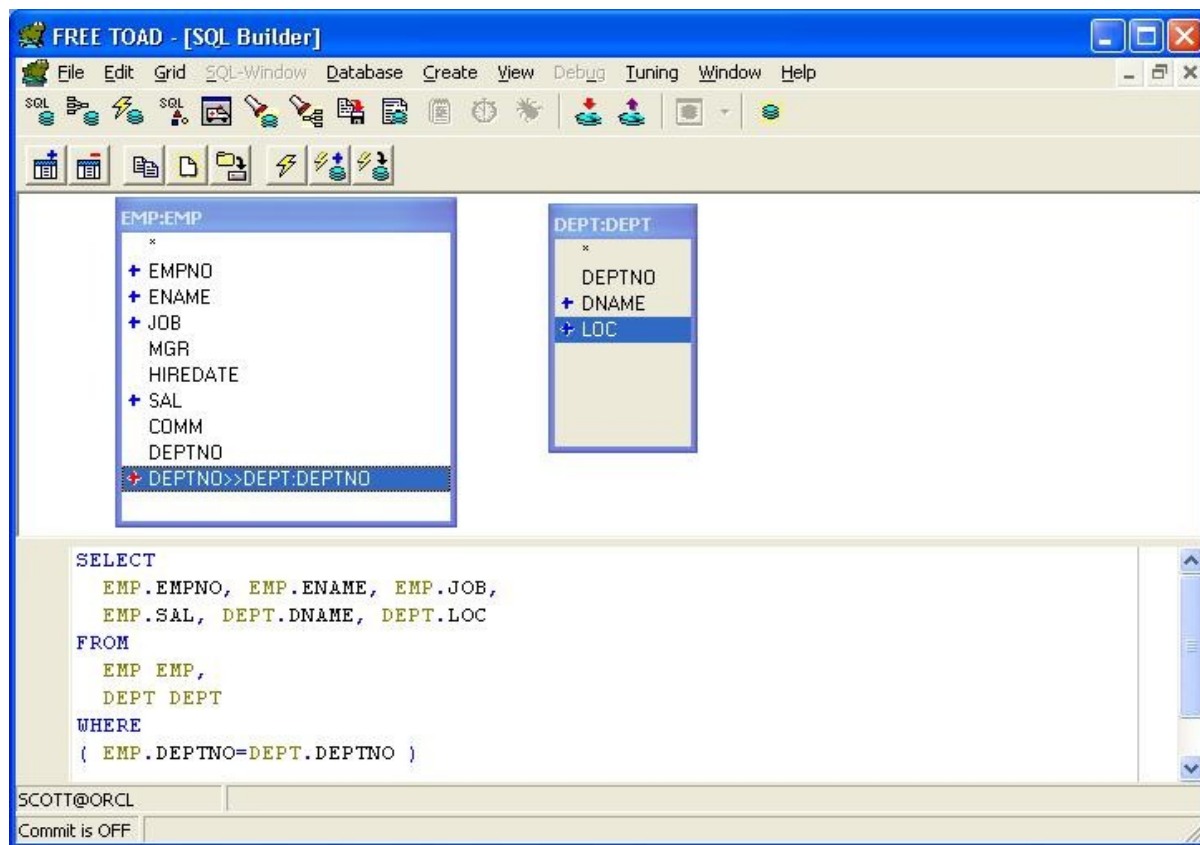 FREE TOAD - [SQL Builder]
File Edit Grid SQL-Window Database Create View Debug Tuning Window Help
SQL SQL
EMP:EMP
*
EMPNO
ENAME
JOB
MGR
HIREDATE
SAL
COMM
DEPTNO
DEPTNO>>DEPT:DEPTNO
DEPT:DEPT
*
DEPTNO
DNAME
LOC
SELECT
EMP.EMPNO, EMP.ENAME, EMP.JOB,
EMP.SAL, DEPT.DNAME, DEPT.LOC
FROM
EMP EMP,
DEPT DEPT
WHERE
( EMP.DEPTNO=DEPT.DEPTNO )
SCOTT@ORCL
Commit is OFF